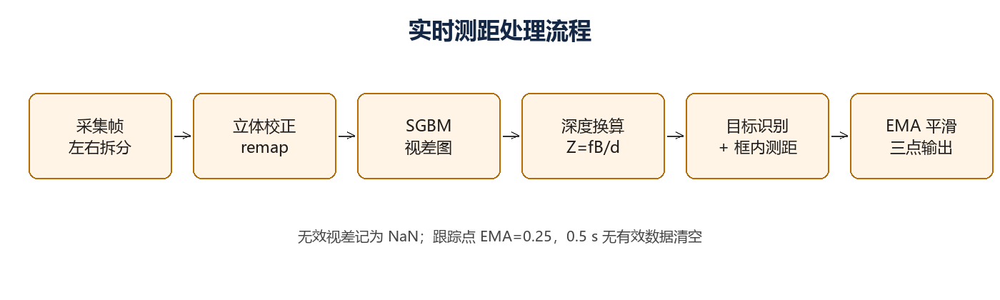 实时测距处理流程
采集帧
左右拆分
立体校正
remap
SGBM
视差图
深度换算
Z=fB/d
目标识别
+ 框内测距
EMA 平滑
三点输出
无效视差记为 NaN；跟踪点 EMA=0.25，0.5 s 无有效数据清空